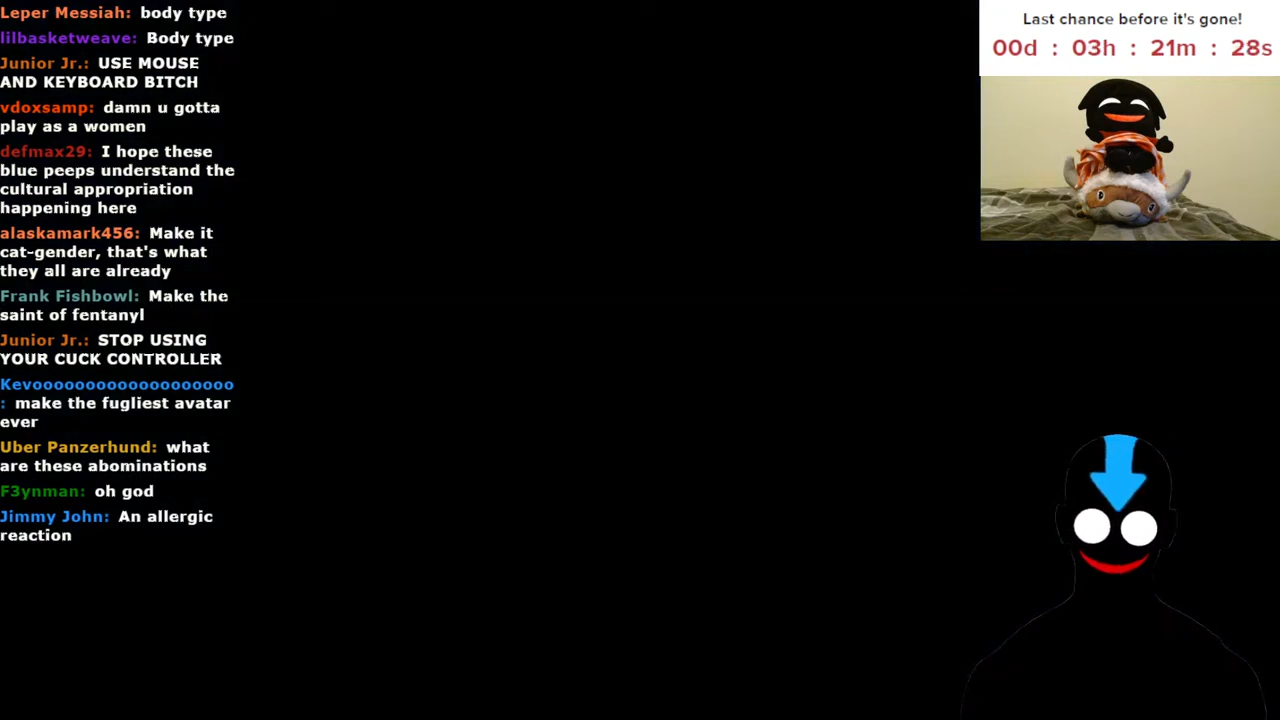 Leper Messiah: body type
lilbasketweave: Body type
Junior Jr.: USE MOUSE
AND KEYBOARD BITCH
vdoxsamp: damn u gotta
play as a women
defmax29: I hope these
blue peeps understand the
cultural appropriation
happening here
alaskamark456: Make it
cat-gender, that's what
they all are already
Frank Fishbowl: Make the
saint of fentanyl
Junior Jr.: STOP USING
YOUR CUCK CONTROLLER
Kevooooooooooooooooooo
: make the fugliest avatar
ever
Uber Panzerhund: what
are these abominations
F3ynman: oh god
Jimmy John: An allergic
reaction
Last chance before it's gone!
00d : 03h : 21m : 28s